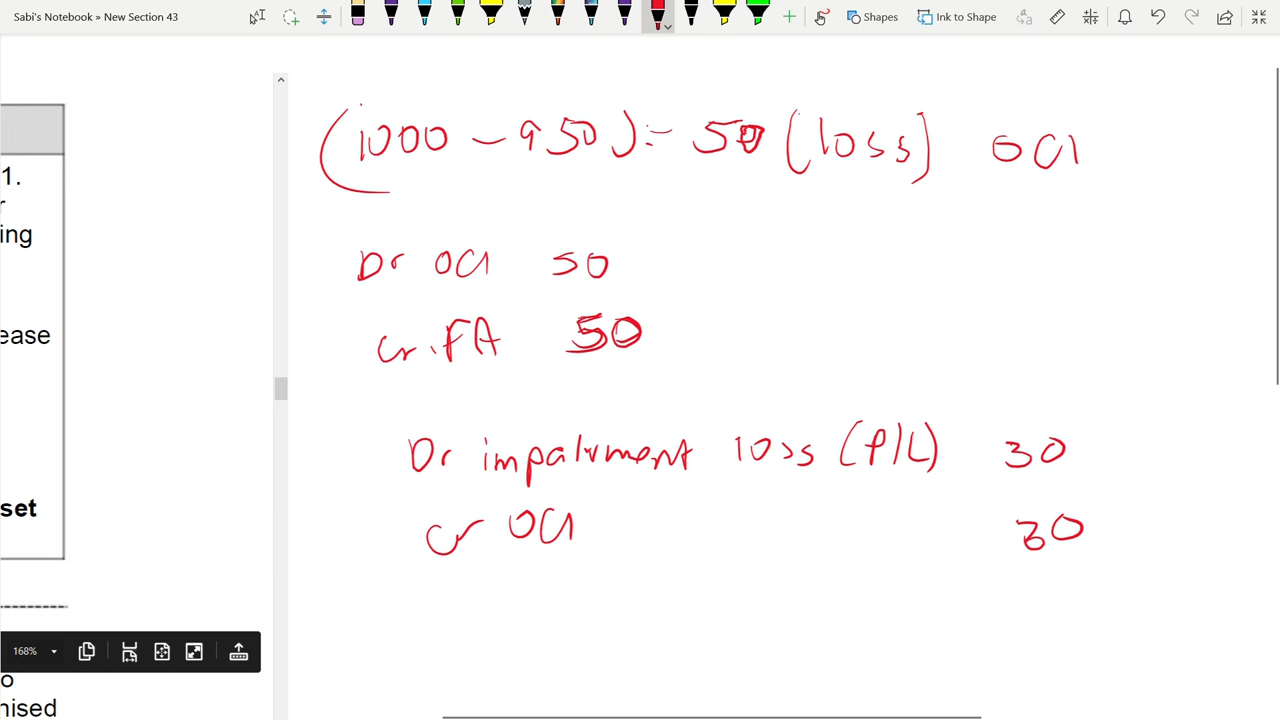 Sabi's Notebook » New Section 43
Shapes
Ink to Shape
1.
r
ing
ease
set
168%
o
nised
(1000 - 950) = 50 (loss) OCI
Dr OCI 50
Cr. FA 50
Dr impairment loss (P/L) 30
Cr OCI 30